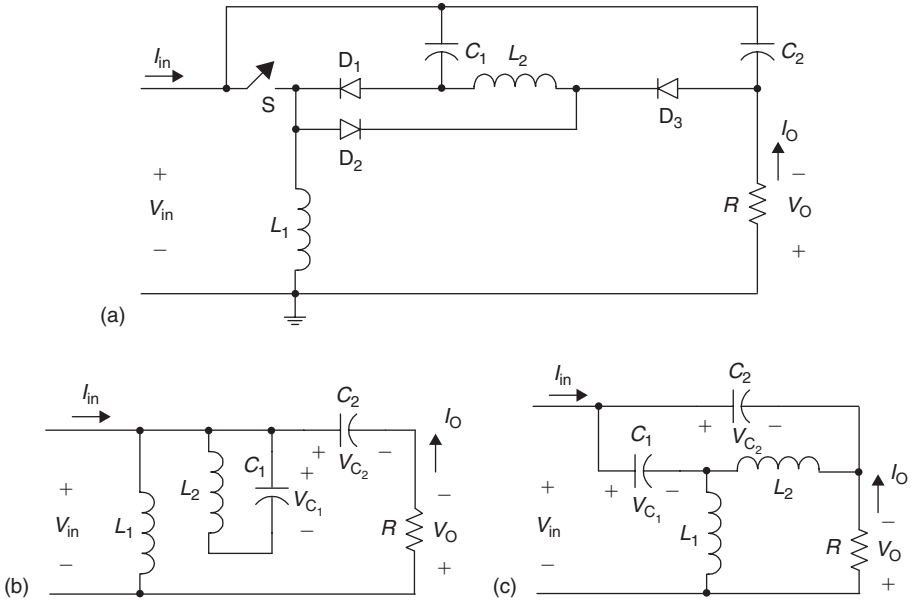 I_in
C_1
L_2
C_2
D_1
S
D_2
D_3
I_O
+
V_in
−
L_1
R
−
V_O
+
(a)
I_in
C_2
+
−
V_C_2
I_O
L_2
C_1
+
V_C_1
−
+
V_in
−
L_1
R
−
V_O
+
(b)
I_in
C_2
+
−
V_C_2
C_1
+
−
V_C_1
L_2
I_O
+
V_in
−
L_1
R
−
V_O
+
(c)